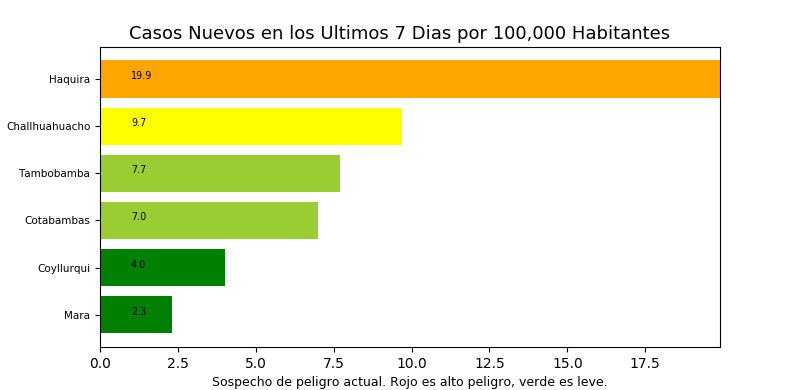 Casos Nuevos en los Ultimos 7 Dias por 100,000 Habitantes
Haquira 19.9
Challhuahuacho 9.7
Tambobamba 7.7
Cotabambas 7.0
Coyllurqui 4.0
Mara 2.3
0.0 2.5 5.0 7.5 10.0 12.5 15.0 17.5
Sospecho de peligro actual. Rojo es alto peligro, verde es leve.